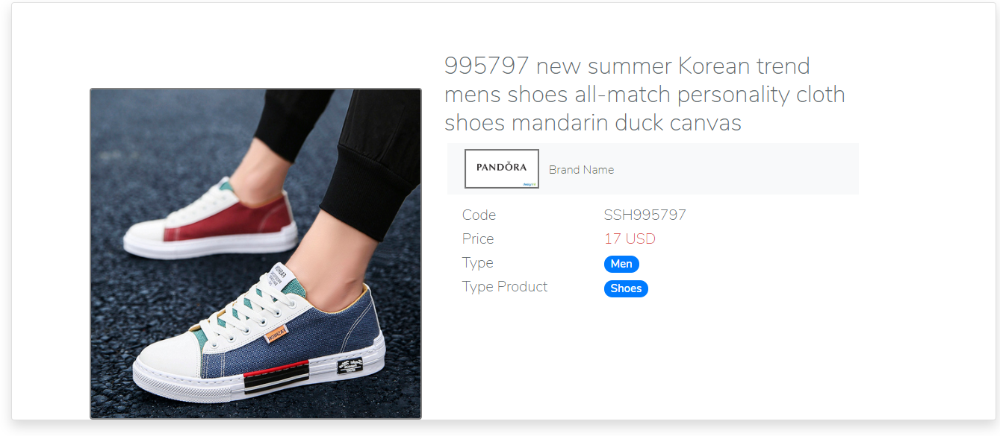 995797 new summer Korean trend
mens shoes all-match personality cloth
shoes mandarin duck canvas
PANDÖRA
Brand Name
Code SSH995797
Price 17 USD
Type Men
Type Product Shoes